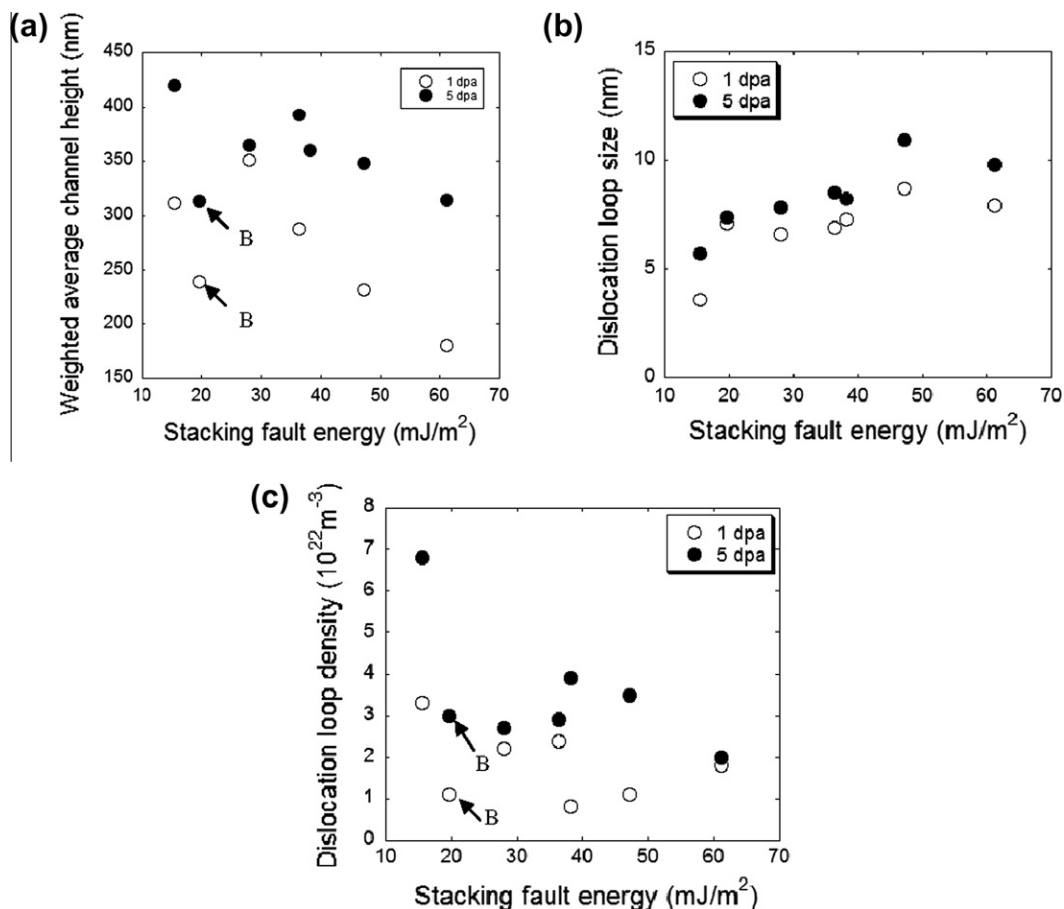 (a)
Weighted average channel height (nm)
450
400
350
300
250
200
150
1 dpa
5 dpa
B
B
10 20 30 40 50 60 70
Stacking fault energy (mJ/m²)
(b)
Dislocation loop size (nm)
15
10
5
0
1 dpa
5 dpa
10 20 30 40 50 60 70
Stacking fault energy (mJ/m²)
(c)
Dislocation loop density (10²²m⁻³)
8
7
6
5
4
3
2
1
0
1 dpa
5 dpa
B
B
10 20 30 40 50 60 70
Stacking fault energy (mJ/m²)